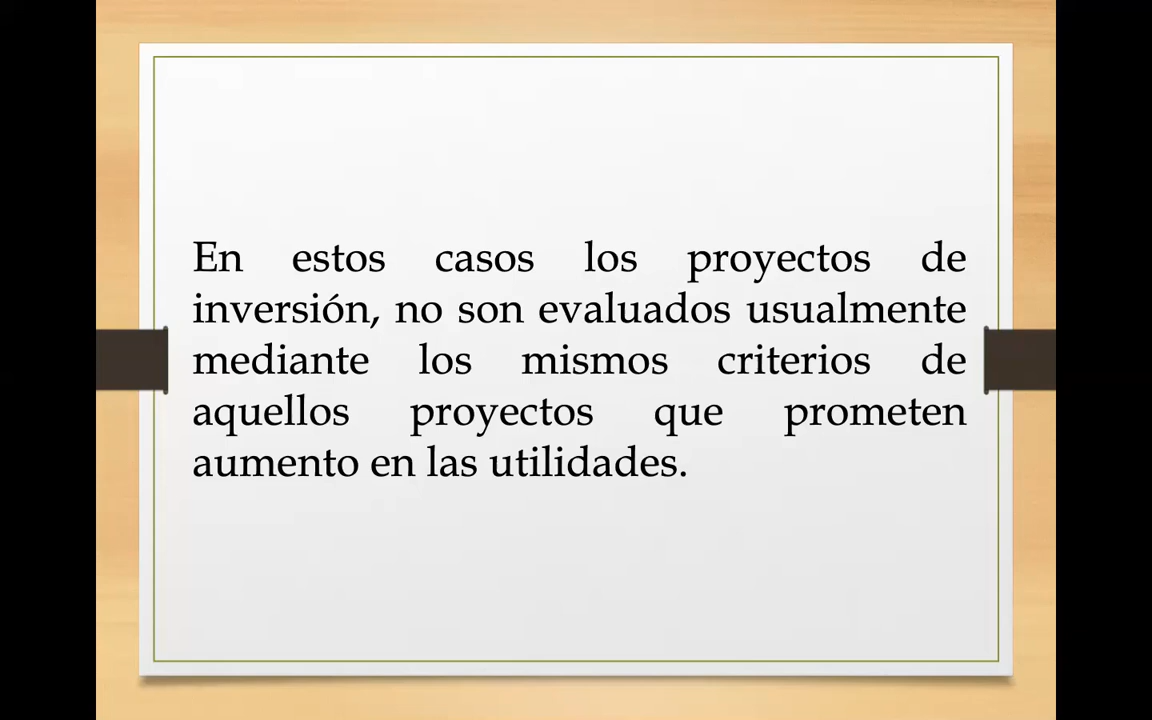 En estos casos los proyectos de
inversión, no son evaluados usualmente
mediante los mismos criterios de
aquellos proyectos que prometen
aumento en las utilidades.